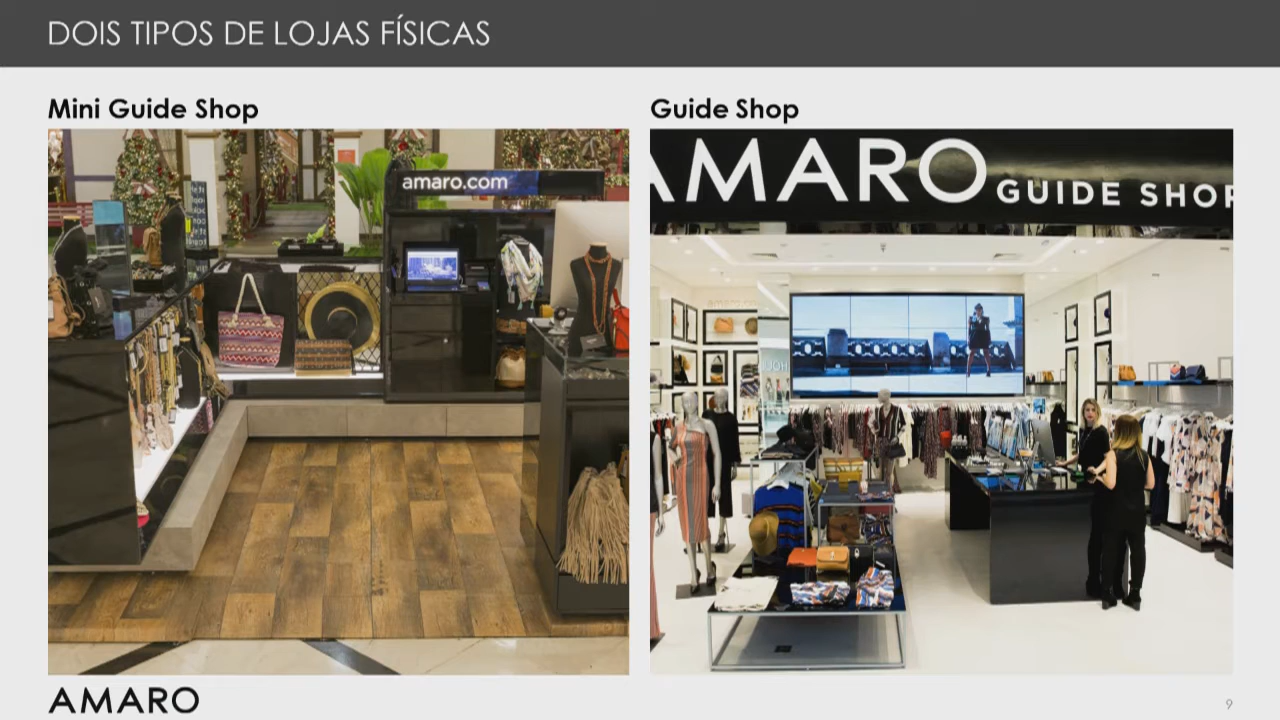 DOIS TIPOS DE LOJAS FÍSICAS
Mini Guide Shop
Guide Shop
amaro.com
AMARO GUIDE SHOP
AMARO
9